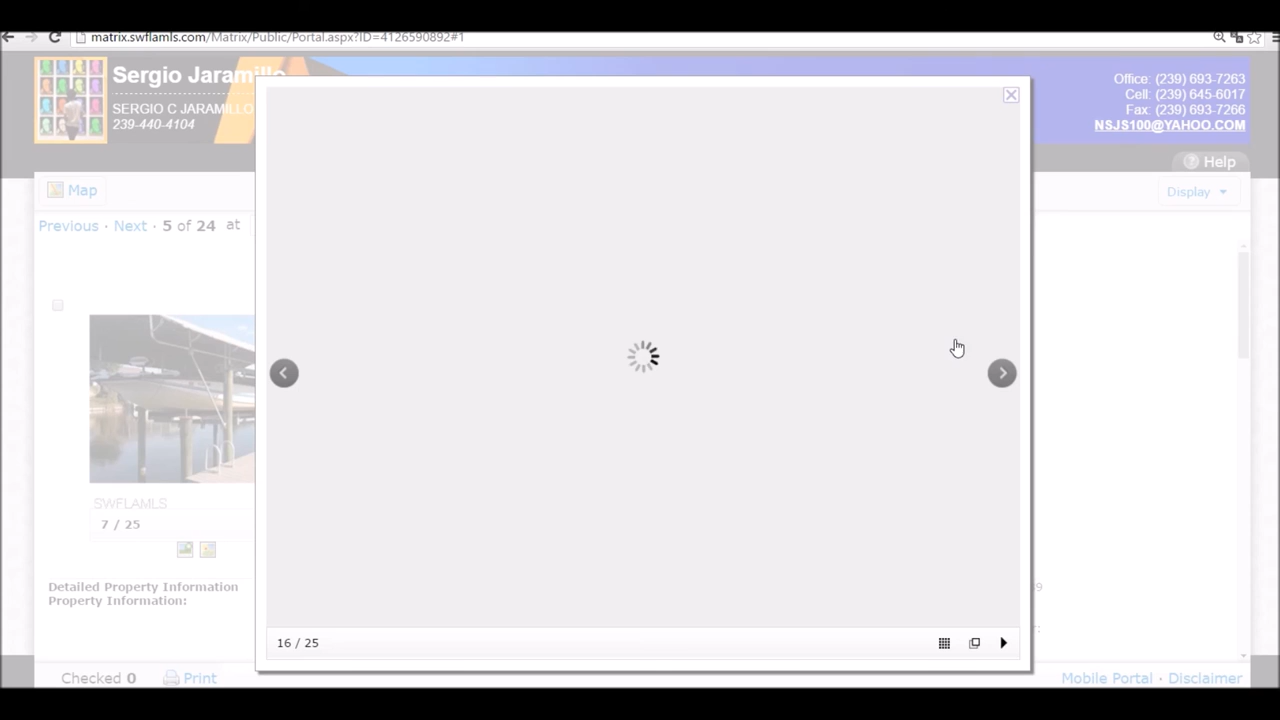 matrix.swflamls.com/Matrix/Public/Portal.aspx?ID=4126590892#1
Sergio Jaramillo
SERGIO C JARAMILLO
239-440-4104
Office: (239) 693-7263
Cell: (239) 645-6017
Fax: (239) 693-7266
NSJS100@YAHOO.COM
? Help
Map
Display
Previous · Next · 5 of 24 at
SWFLAMLS
7 / 25
Detailed Property Information
Property Information:
16 / 25
Checked 0
Print
Mobile Portal · Disclaimer